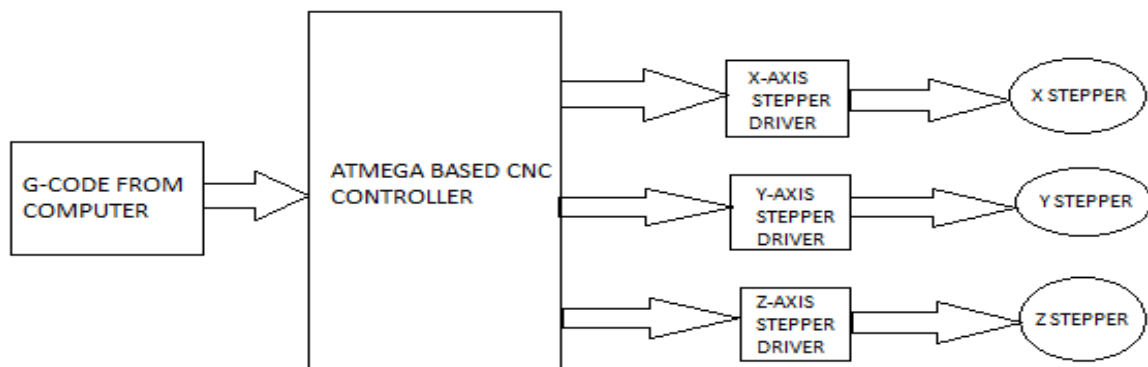 G-CODE FROM
COMPUTER
ATMEGA BASED CNC
CONTROLLER
X-AXIS
STEPPER
DRIVER
X STEPPER
Y-AXIS
STEPPER
DRIVER
Y STEPPER
Z-AXIS
STEPPER
DRIVER
Z STEPPER